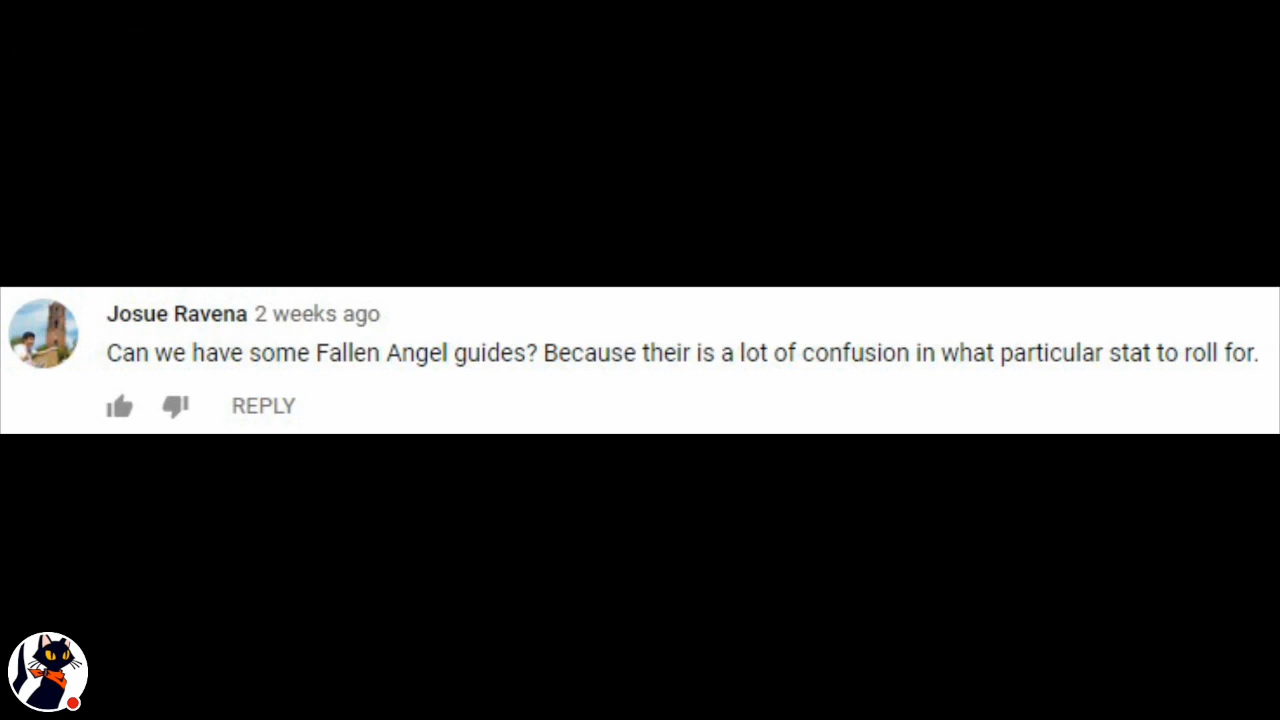 Josue Ravena 2 weeks ago
Can we have some Fallen Angel guides? Because their is a lot of confusion in what particular stat to roll for.
REPLY